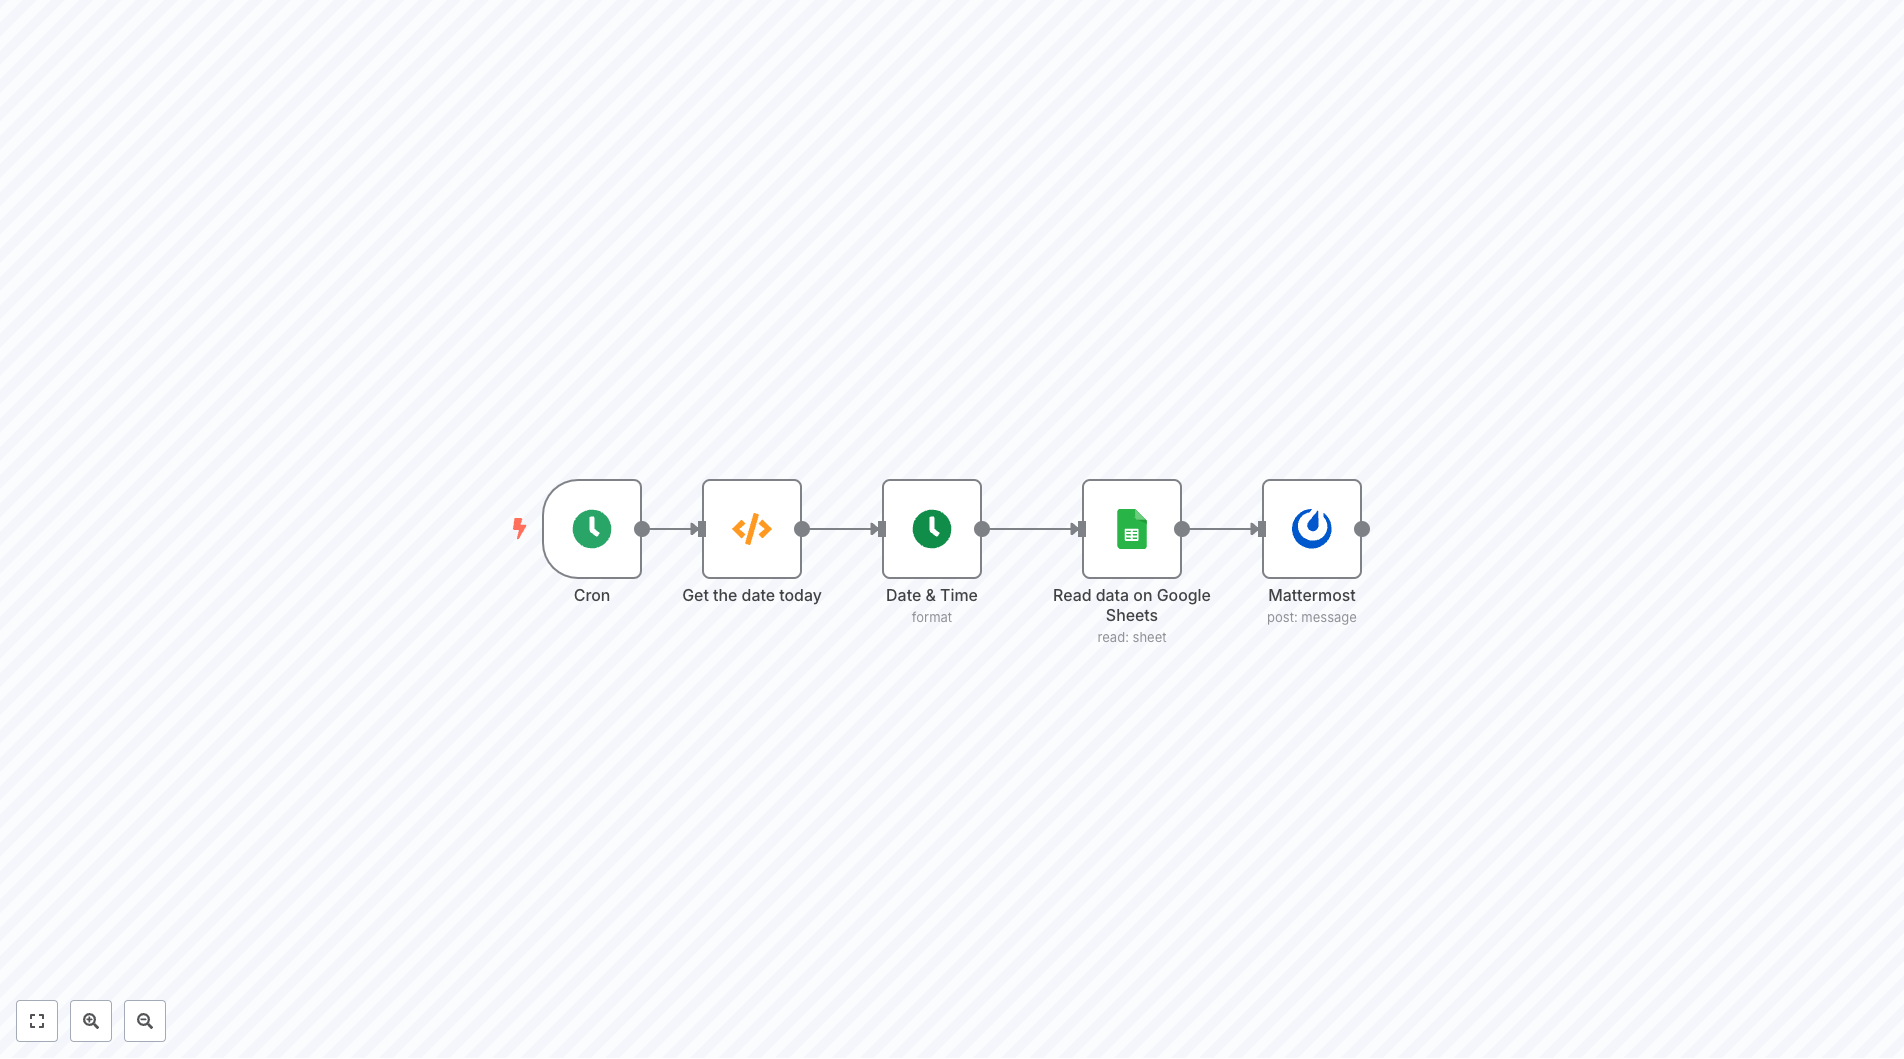 Cron
Get the date today
Date & Time
format
Read data on Google
Sheets
read: sheet
Mattermost
post: message